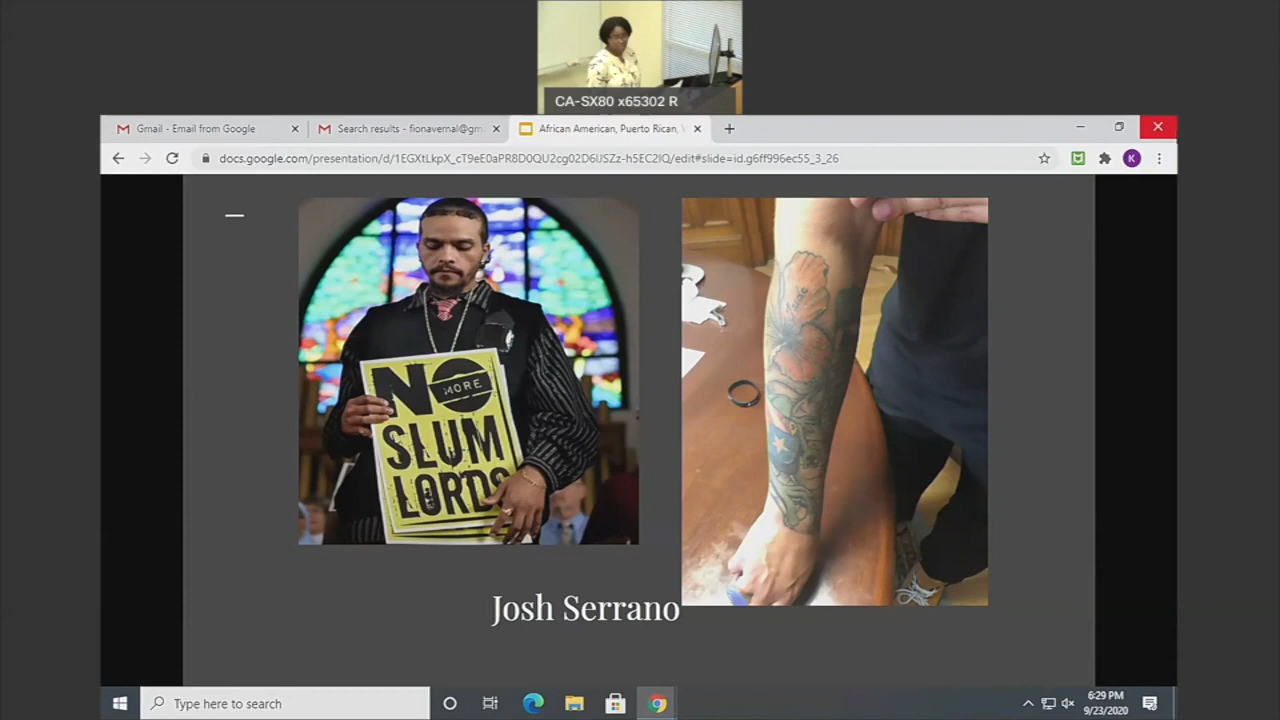 CA-SX80 x65302 R
Gmail - Email from Google
Search results - fionavernal@gm
African American, Puerto Rican,
docs.google.com/presentation/d/1EGXtLkpX_cT9eE0aPR8D0QU2cg02D6IJSZz-h5EC2IQ/edit#slide=id.g6ff996ec55_3_26
K
NO
MORE
SLUM
LORDS
Josh Serrano
Type here to search
6:29 PM
9/23/2020